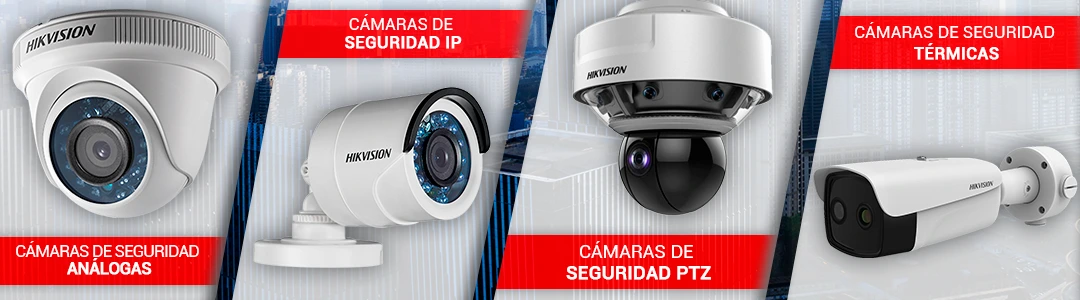 HIKVISION
CÁMARAS DE SEGURIDAD
ANÁLOGAS
CÁMARAS DE
SEGURIDAD IP
HIKVISION
HIKVISION
CÁMARAS DE
SEGURIDAD PTZ
CÁMARAS DE SEGURIDAD
TÉRMICAS
HIKVISION